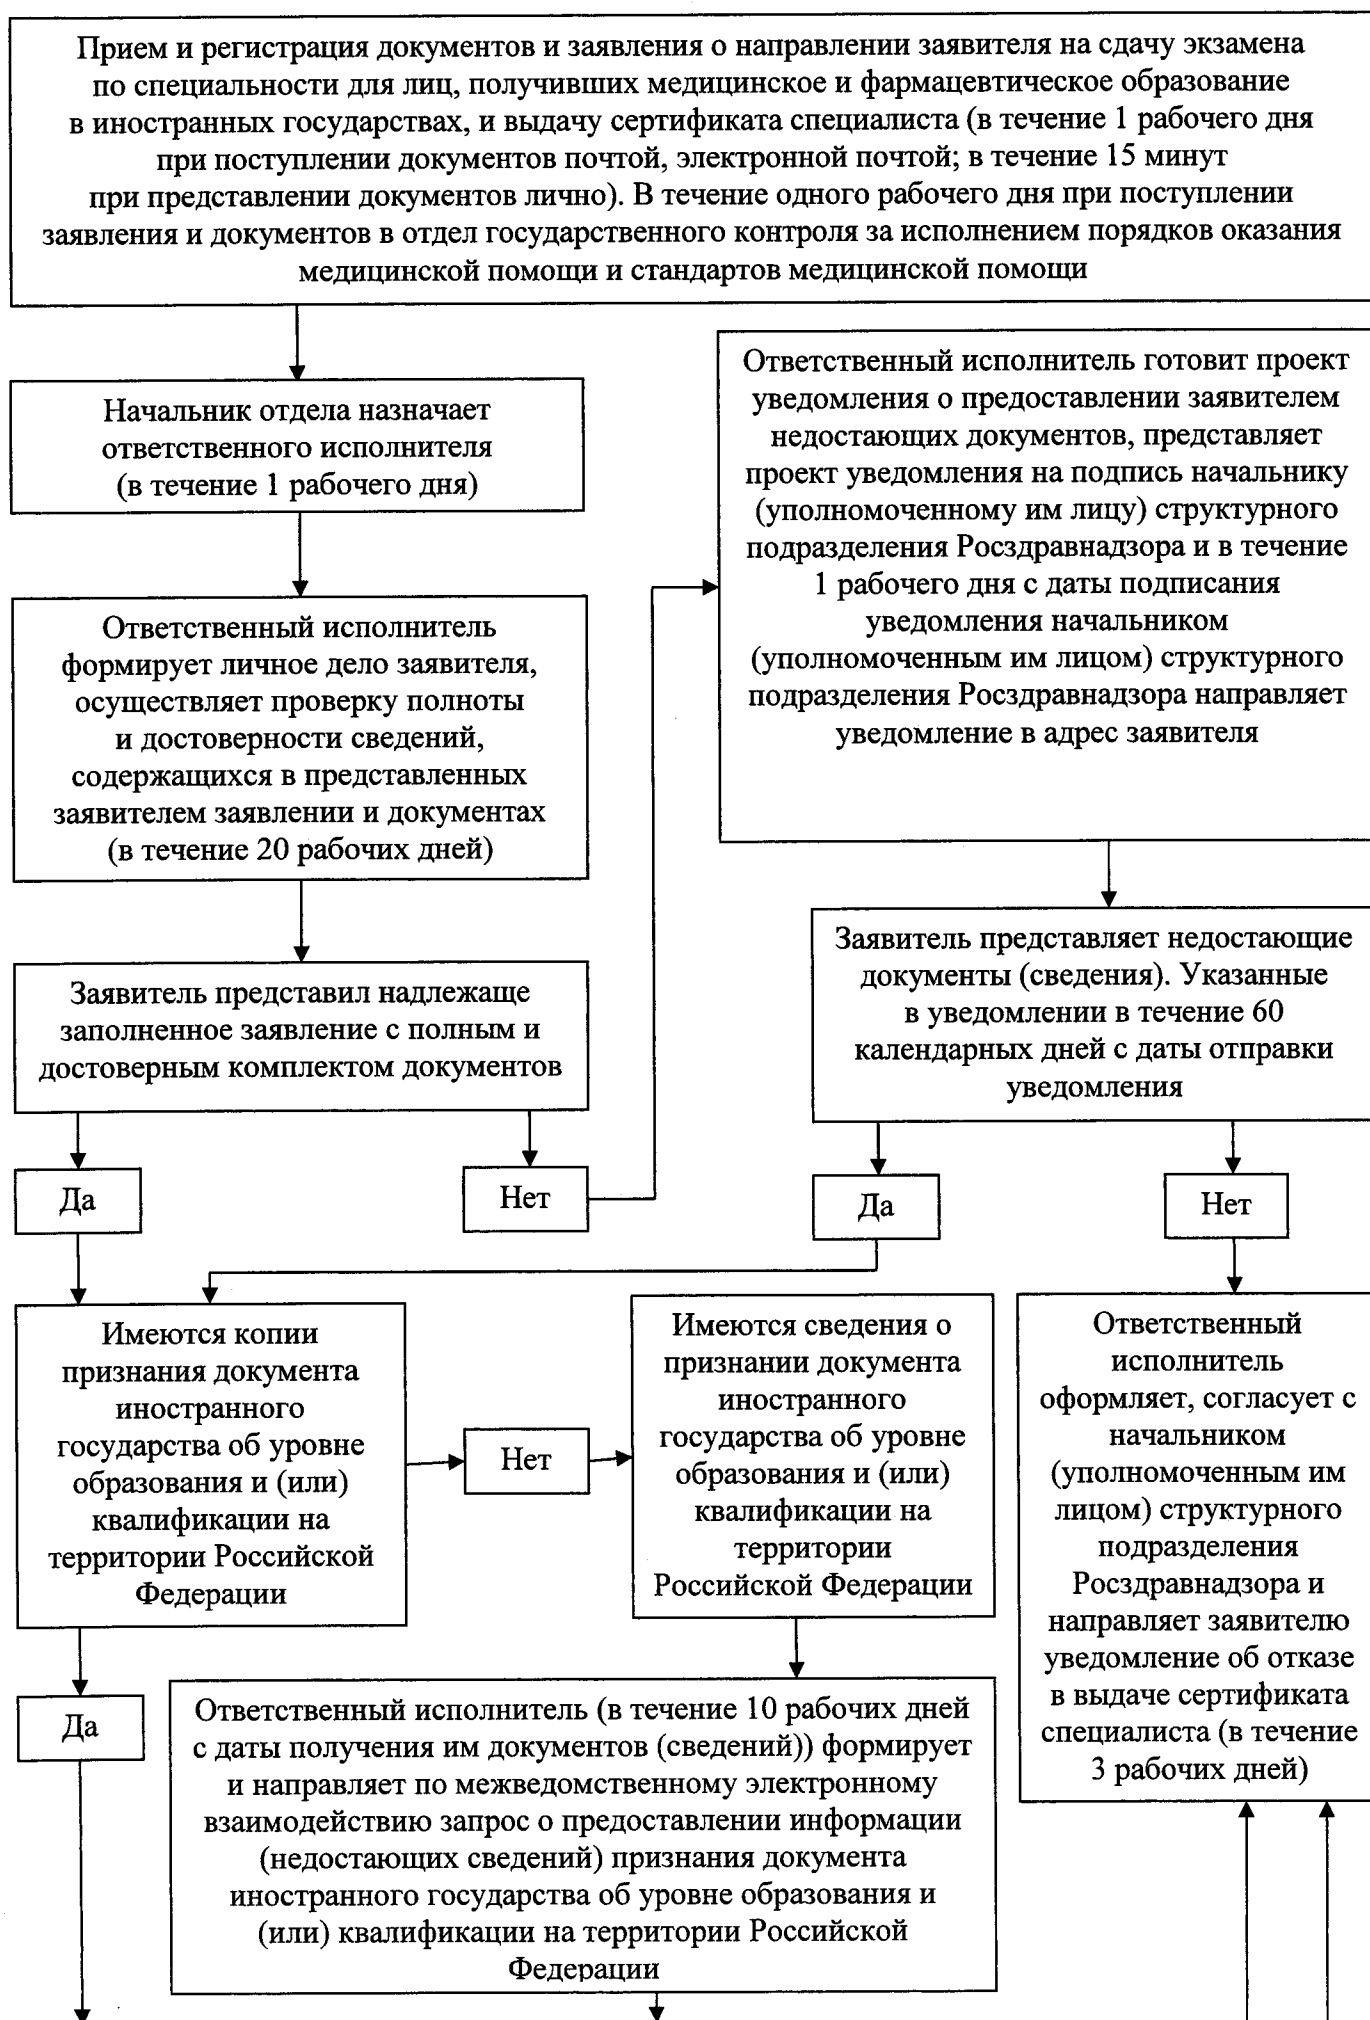 Прием и регистрация документов и заявления о направлении заявителя на сдачу экзамена
по специальности для лиц, получивших медицинское и фармацевтическое образование
в иностранных государствах, и выдачу сертификата специалиста (в течение 1 рабочего дня
при поступлении документов почтой, электронной почтой; в течение 15 минут
при представлении документов лично). В течение одного рабочего дня при поступлении
заявления и документов в отдел государственного контроля за исполнением порядков оказания
медицинской помощи и стандартов медицинской помощи
Начальник отдела назначает
ответственного исполнителя
(в течение 1 рабочего дня)
Ответственный исполнитель
формирует личное дело заявителя,
осуществляет проверку полноты
и достоверности сведений,
содержащихся в представленных
заявителем заявлении и документах
(в течение 20 рабочих дней)
Заявитель представил надлежаще
заполненное заявление с полным и
достоверным комплектом документов
Да
Нет
Ответственный исполнитель готовит проект
уведомления о предоставлении заявителем
недостающих документов, представляет
проект уведомления на подпись начальнику
(уполномоченному им лицу) структурного
подразделения Росздравнадзора и в течение
1 рабочего дня с даты подписания
уведомления начальником
(уполномоченным им лицом) структурного
подразделения Росздравнадзора направляет
уведомление в адрес заявителя
Заявитель представляет недостающие
документы (сведения). Указанные
в уведомлении в течение 60
календарных дней с даты отправки
уведомления
Да
Нет
Имеются копии
признания документа
иностранного
государства об уровне
образования и (или)
квалификации на
территории Российской
Федерации
Нет
Имеются сведения о
признании документа
иностранного
государства об уровне
образования и (или)
квалификации на
территории
Российской Федерации
Ответственный
исполнитель
оформляет, согласует с
начальником
(уполномоченным им
лицом) структурного
подразделения
Росздравнадзора и
направляет заявителю
уведомление об отказе
в выдаче сертификата
специалиста (в течение
3 рабочих дней)
Да
Ответственный исполнитель (в течение 10 рабочих дней
с даты получения им документов (сведений)) формирует
и направляет по межведомственному электронному
взаимодействию запрос о предоставлении информации
(недостающих сведений) признания документа
иностранного государства об уровне образования и
(или) квалификации на территории Российской
Федерации